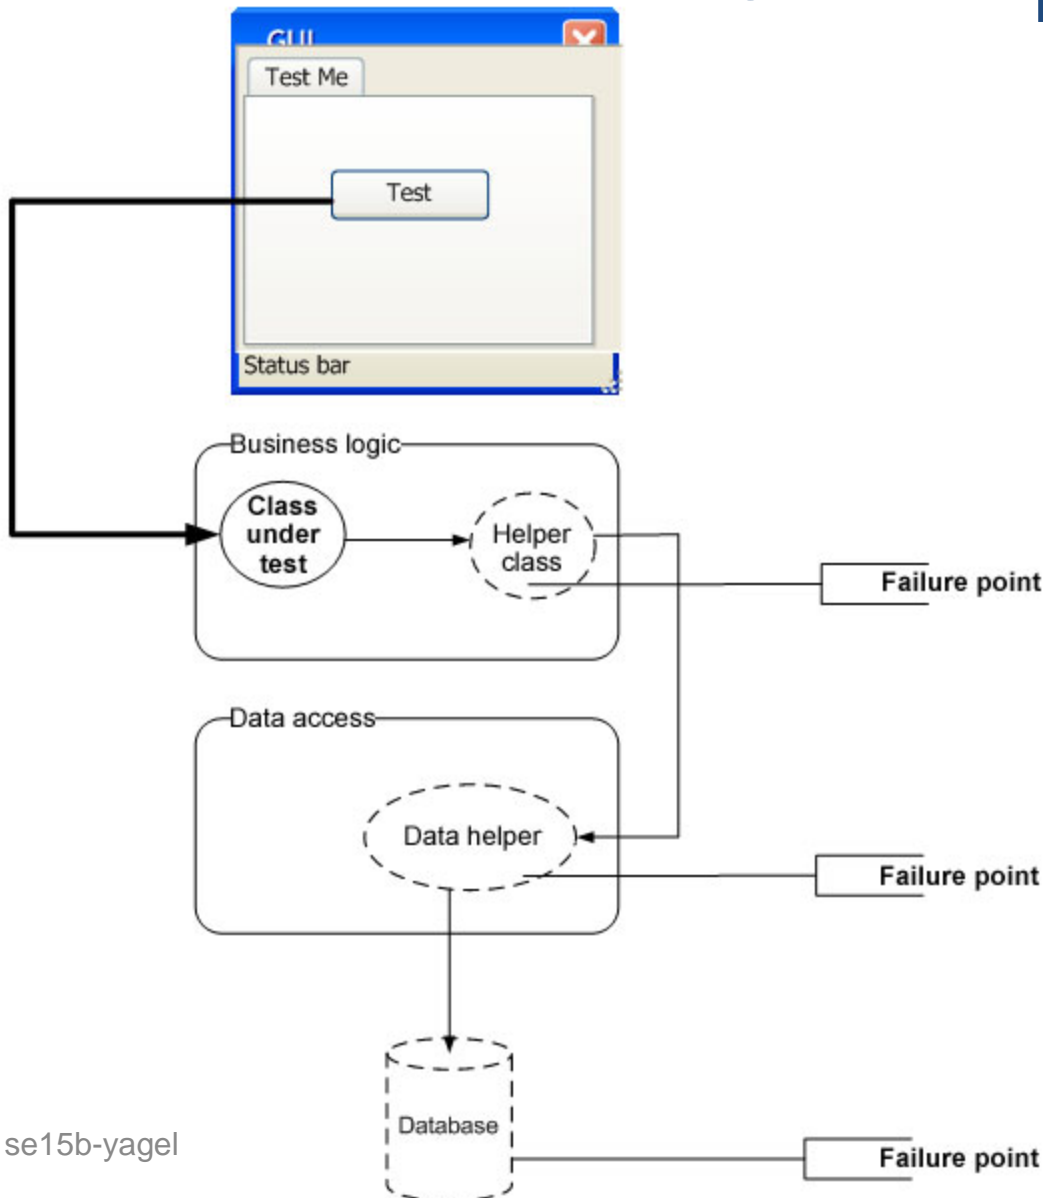 GUI
Test Me
Test
Status bar
Business logic
Class
under
test
Helper
class
Failure point
Data access
Data helper
Failure point
Database
se15b-yagel
Failure point